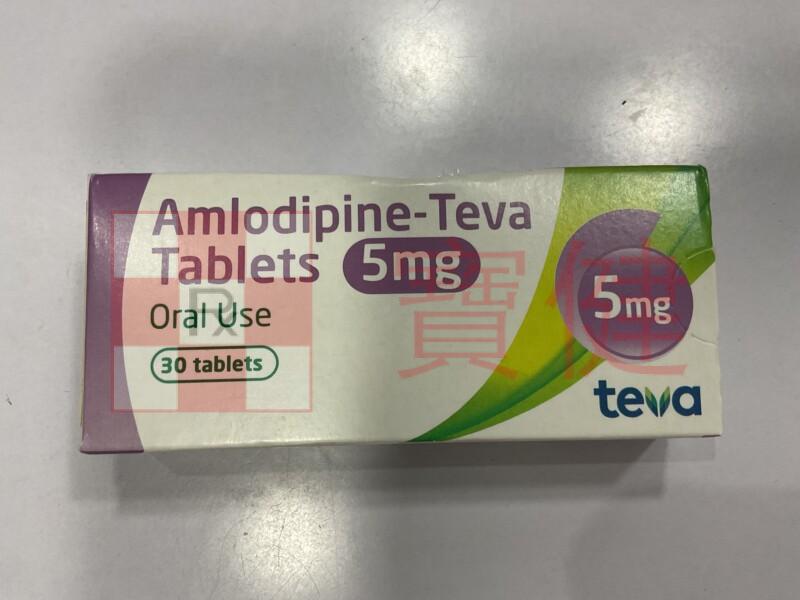 Amlodipine-Teva
Tablets 5mg
Oral Use
30 tablets
5mg
teva
Rx
寶健